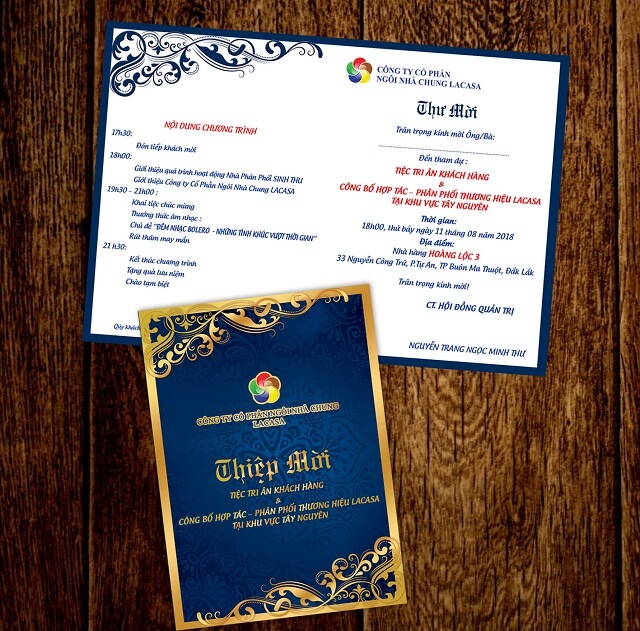 CÔNG TY CỔ PHẦN
NGÔI NHÀ CHUNG LACASA
Thư Mời
Trân trọng kính mời Ông/Bà:
Đến tham dự :
TIỆC TRI ÂN KHÁCH HÀNG
&
CÔNG BỐ HỢP TÁC – PHÂN PHỐI THƯƠNG HIỆU LACASA
TẠI KHU VỰC TÂY NGUYÊN
Thời gian:
18h00, thứ bảy ngày 11 tháng 08 năm 2018
Địa điểm:
Nhà hàng HOÀNG LỘC 3
33 Nguyễn Công Trứ, P.Tự An, TP Buôn Ma Thuột, Đắk Lắk
Trân trọng kính mời!
CT. HỘI ĐỒNG QUẢN TRỊ
NGUYỄN TRANG NGỌC MINH THƯ
NỘI DUNG CHƯƠNG TRÌNH
17h30:
Đón tiếp khách mời
18h00:
Giới thiệu quá trình hoạt động Nhà Phân Phối SINH THU
Giới thiệu Công ty Cổ Phần Ngôi Nhà Chung LACASA
19h30 - 21h00 :
Khai tiệc chúc mừng
Thưởng thức âm nhạc :
Chủ đề "ĐÊM NHẠC BOLERO - NHỮNG TÌNH KHÚC VƯỢT THỜI GIAN"
Rút thăm may mắn
21h30:
Kết thúc chương trình
Tặng quà lưu niệm
Chào tạm biệt
Qúy khách
CÔNG TY CỔ PHẦN NGÔI NHÀ CHUNG
LACASA
Thiệp Mời
TIỆC TRI ÂN KHÁCH HÀNG
&
CÔNG BỐ HỢP TÁC – PHÂN PHỐI THƯƠNG HIỆU LACASA
TẠI KHU VỰC TÂY NGUYÊN